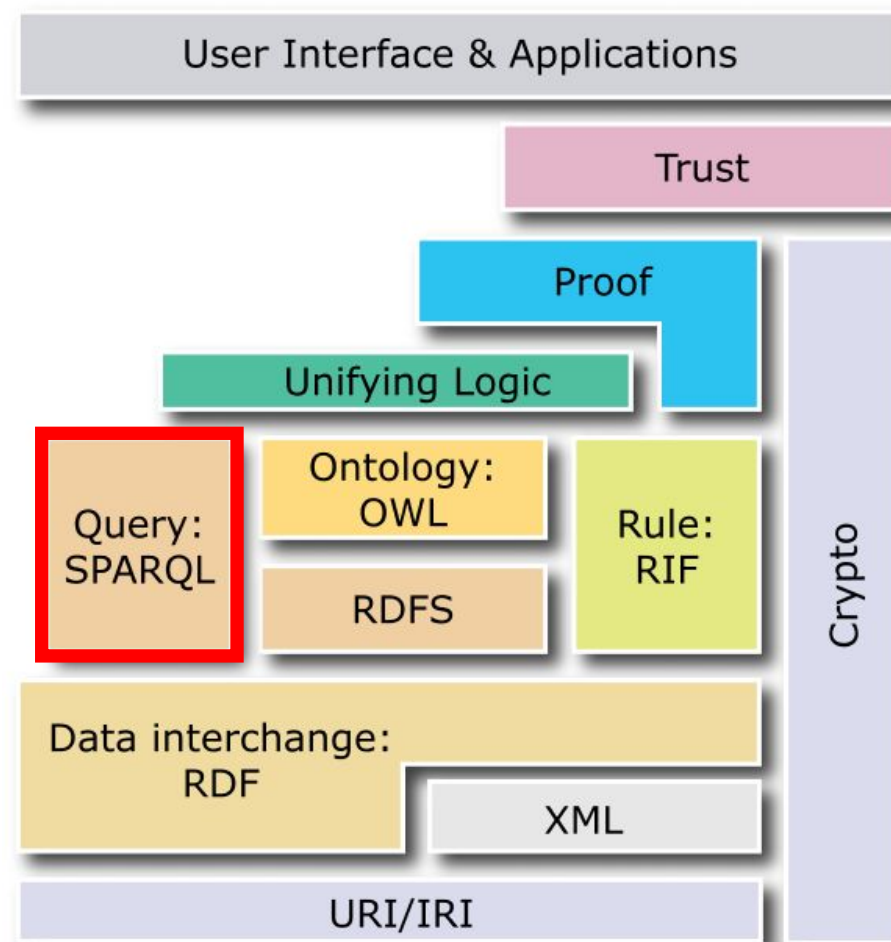 User Interface & Applications
Trust
Proof
Unifying Logic
Query:
SPARQL
Ontology:
OWL
RDFS
Rule:
RIF
Crypto
Data interchange:
RDF
XML
URI/IRI